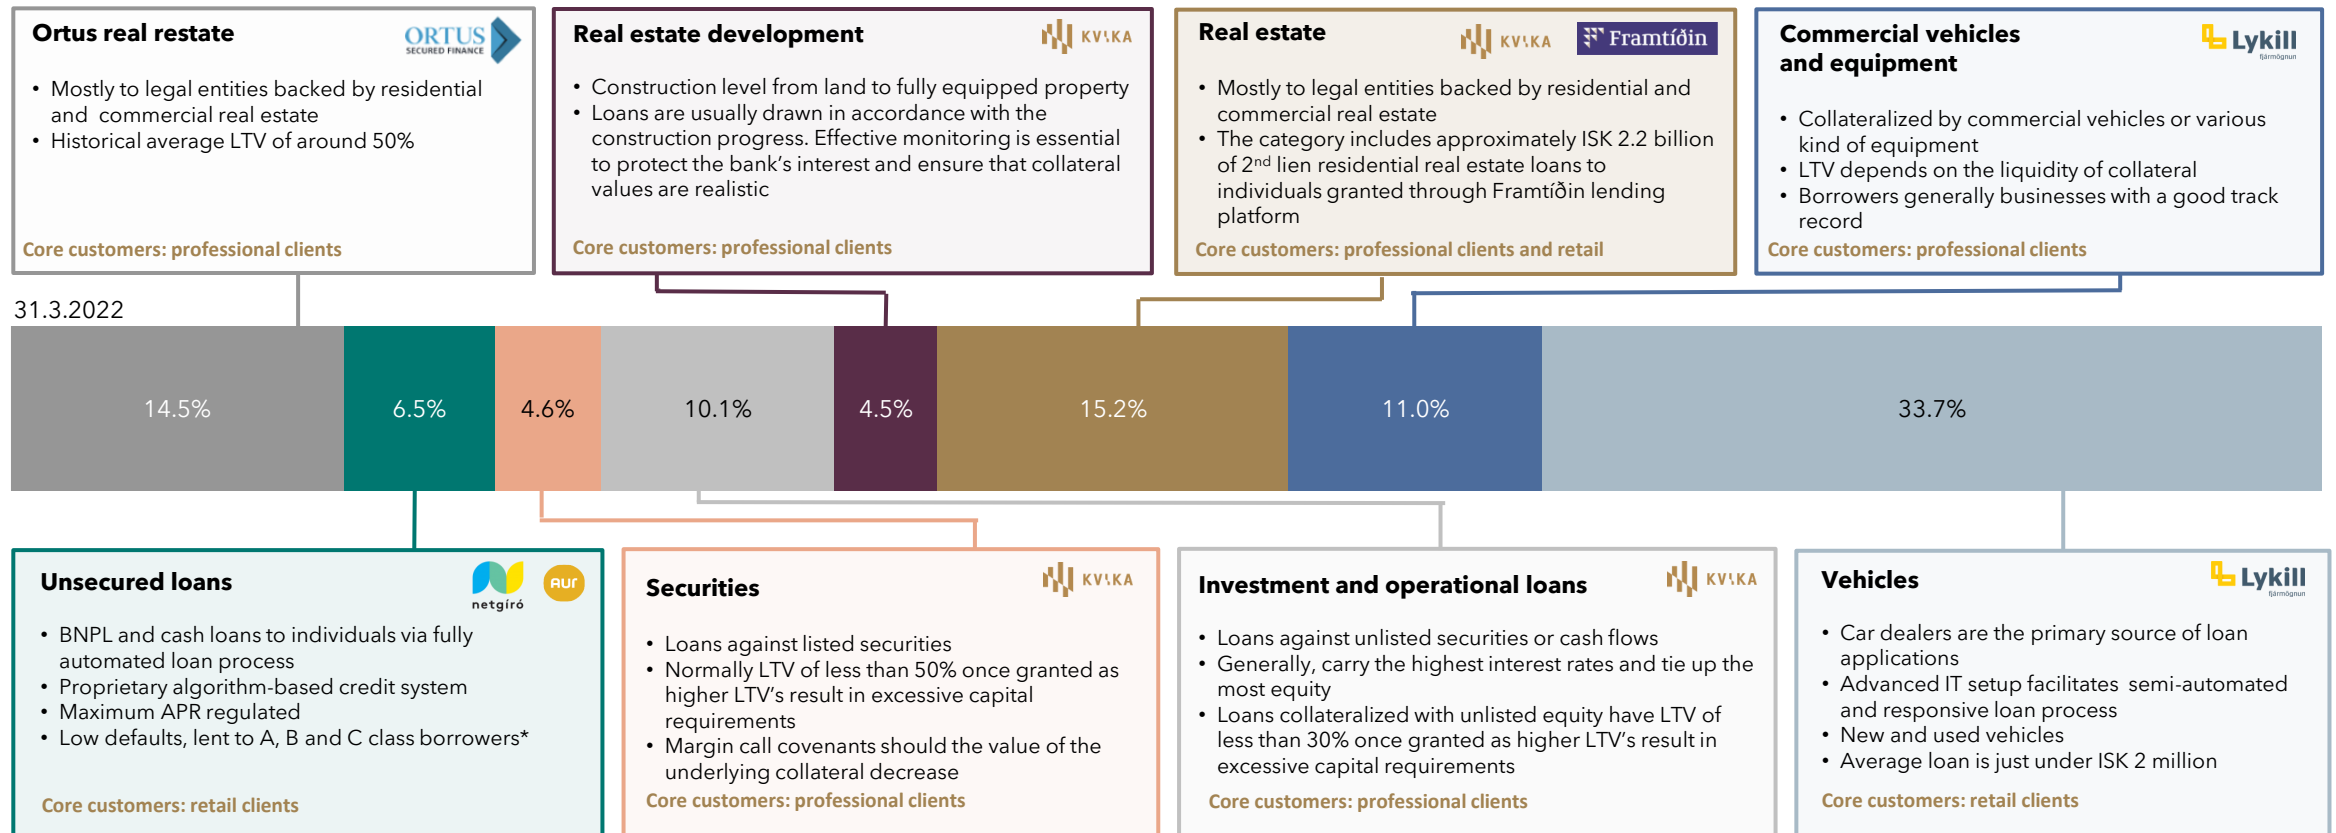 Ortus real restate
ORTUS
SECURED FINANCE
• Mostly to legal entities backed by residential
and commercial real estate
• Historical average LTV of around 50%
Core customers: professional clients
Real estate development
KVIKA
• Construction level from land to fully equipped property
• Loans are usually drawn in accordance with the
construction progress. Effective monitoring is essential
to protect the bank’s interest and ensure that collateral
values are realistic
Core customers: professional clients
Real estate
KVIKA
Framtíðin
• Mostly to legal entities backed by residential and
commercial real estate
• The category includes approximately ISK 2.2 billion
of 2nd lien residential real estate loans to
individuals granted through Framtíðin lending
platform
Core customers: professional clients and retail
Commercial vehicles
and equipment
Lykill
fjármögnun
• Collateralized by commercial vehicles or various
kind of equipment
• LTV depends on the liquidity of collateral
• Borrowers generally businesses with a good track
record
Core customers: professional clients
31.3.2022
14.5%
6.5%
4.6%
10.1%
4.5%
15.2%
11.0%
33.7%
Unsecured loans
netgíró
aur
• BNPL and cash loans to individuals via fully
automated loan process
• Proprietary algorithm-based credit system
• Maximum APR regulated
• Low defaults, lent to A, B and C class borrowers*
Core customers: retail clients
Securities
KVIKA
• Loans against listed securities
• Normally LTV of less than 50% once granted as
higher LTV’s result in excessive capital
requirements
• Margin call covenants should the value of the
underlying collateral decrease
Core customers: professional clients
Investment and operational loans
KVIKA
• Loans against unlisted securities or cash flows
• Generally, carry the highest interest rates and tie up the
most equity
• Loans collateralized with unlisted equity have LTV of
less than 30% once granted as higher LTV’s result in
excessive capital requirements
Core customers: professional clients
Vehicles
Lykill
fjármögnun
• Car dealers are the primary source of loan
applications
• Advanced IT setup facilitates semi-automated
and responsive loan process
• New and used vehicles
• Average loan is just under ISK 2 million
Core customers: retail clients